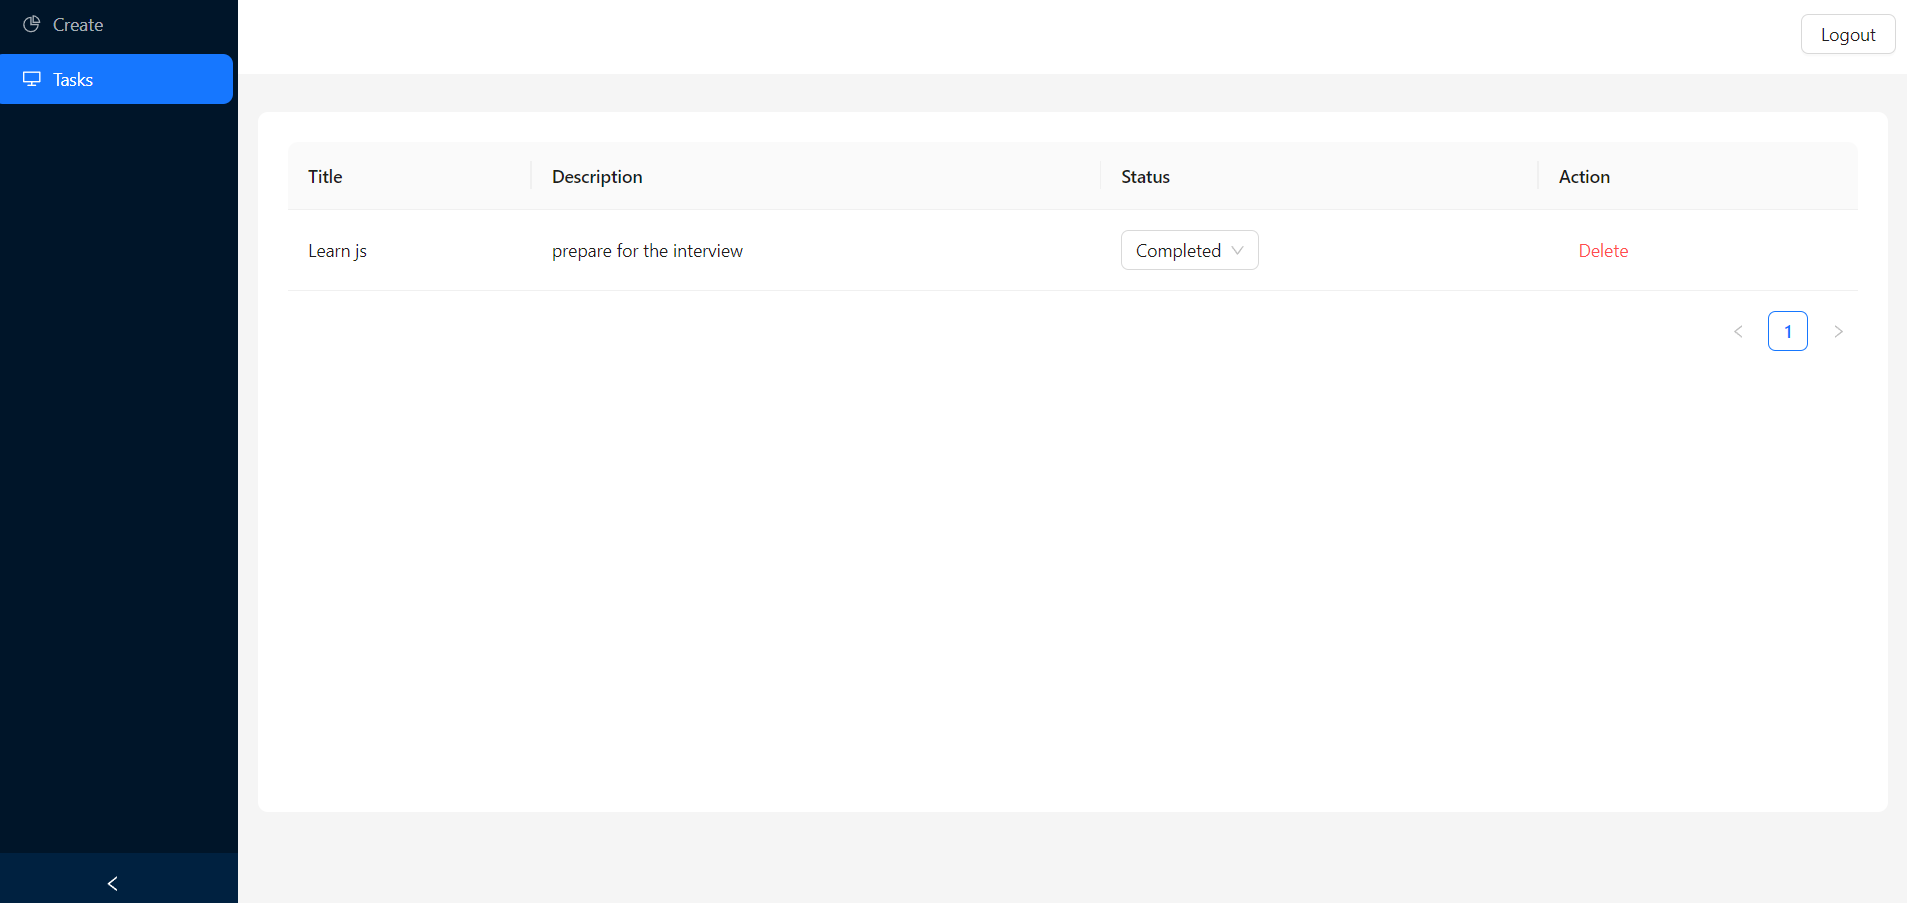 Create
Logout
Tasks
Title Description Status Action
Learn js prepare for the interview Completed Delete
1